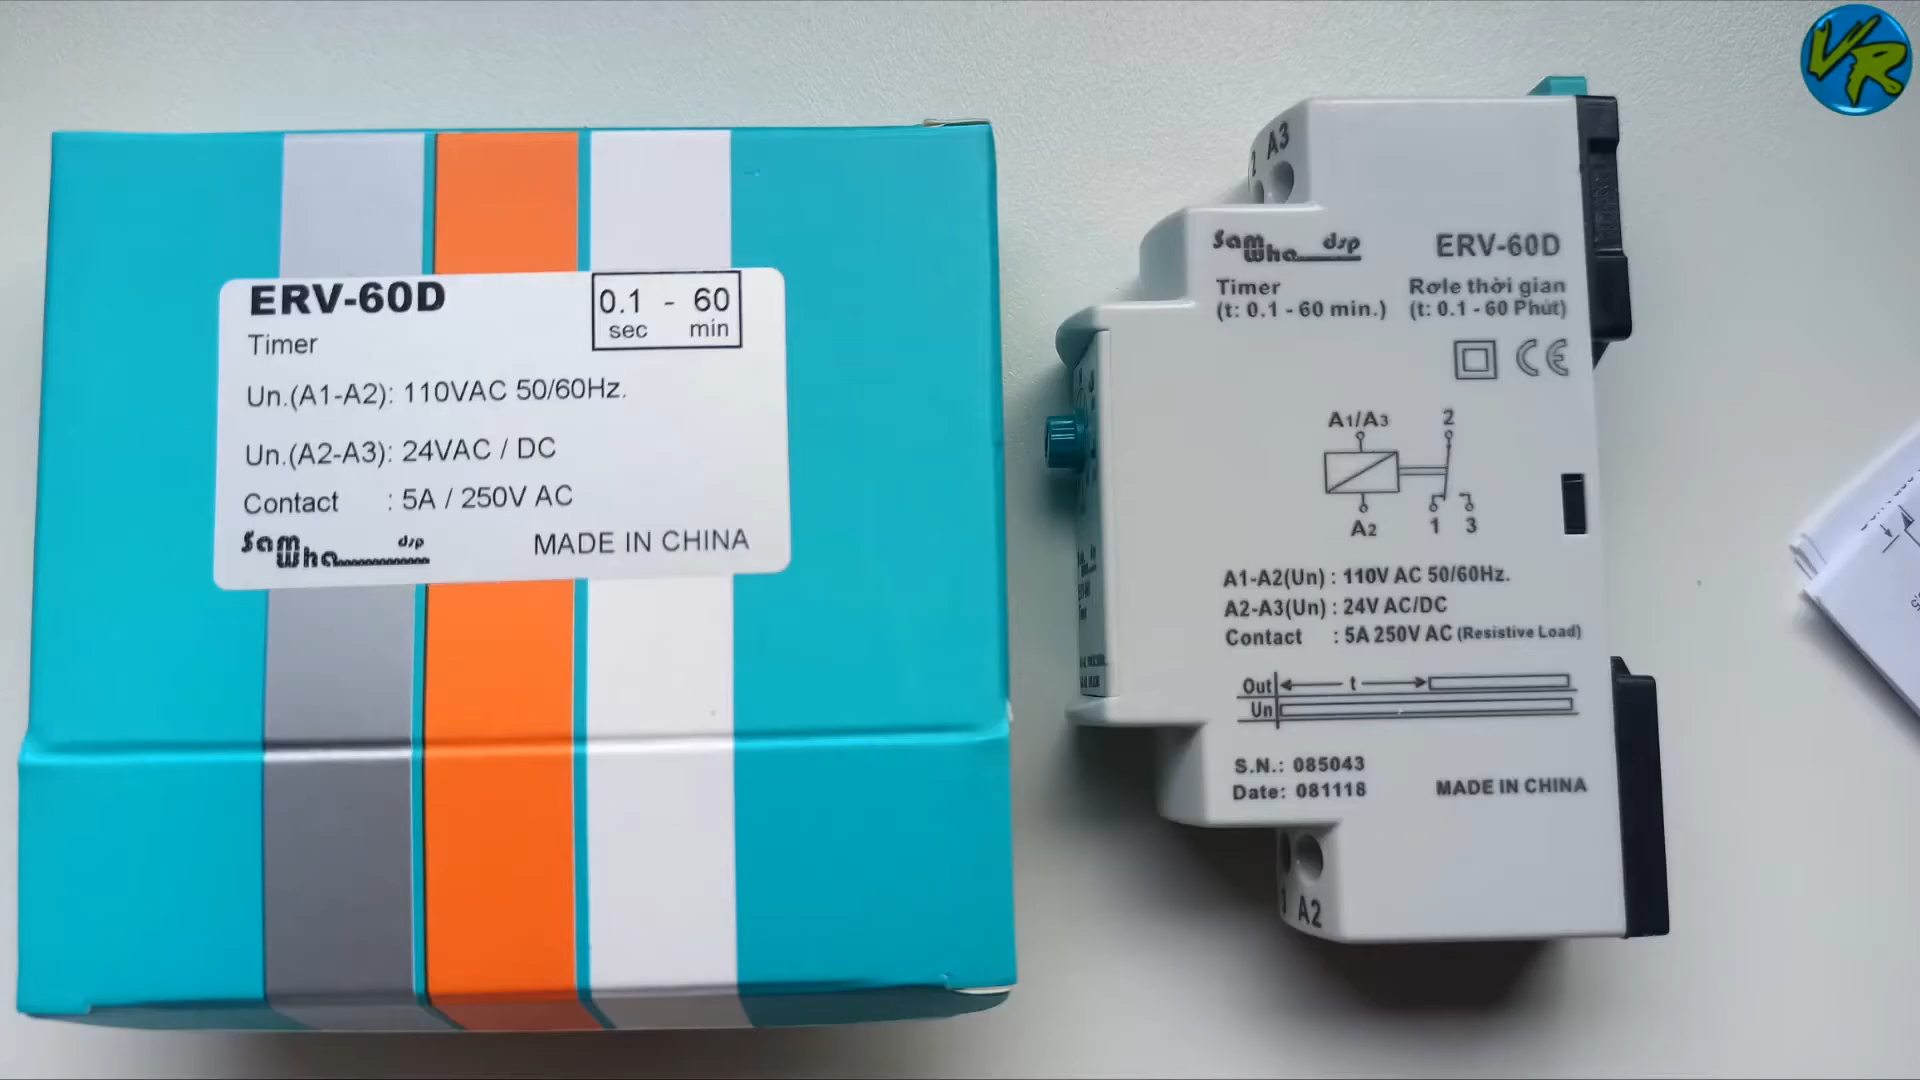 VR
ERV-60D
0.1 - 60
sec min
Timer
Un.(A1-A2): 110VAC 50/60Hz.
Un.(A2-A3): 24VAC / DC
Contact : 5A / 250V AC
SamWha dsp
MADE IN CHINA
2 A3
SamWha dsp
ERV-60D
Timer
(t: 0.1 - 60 min.)
Rơle thời gian
(t: 0.1 - 60 Phút)
CE
A1/A3 2
A2 1 3
A1-A2(Un) : 110V AC 50/60Hz.
A2-A3(Un) : 24V AC/DC
Contact : 5A 250V AC (Resistive Load)
Out t
Un
S.N.: 085043
Date: 081118
MADE IN CHINA
3 A2